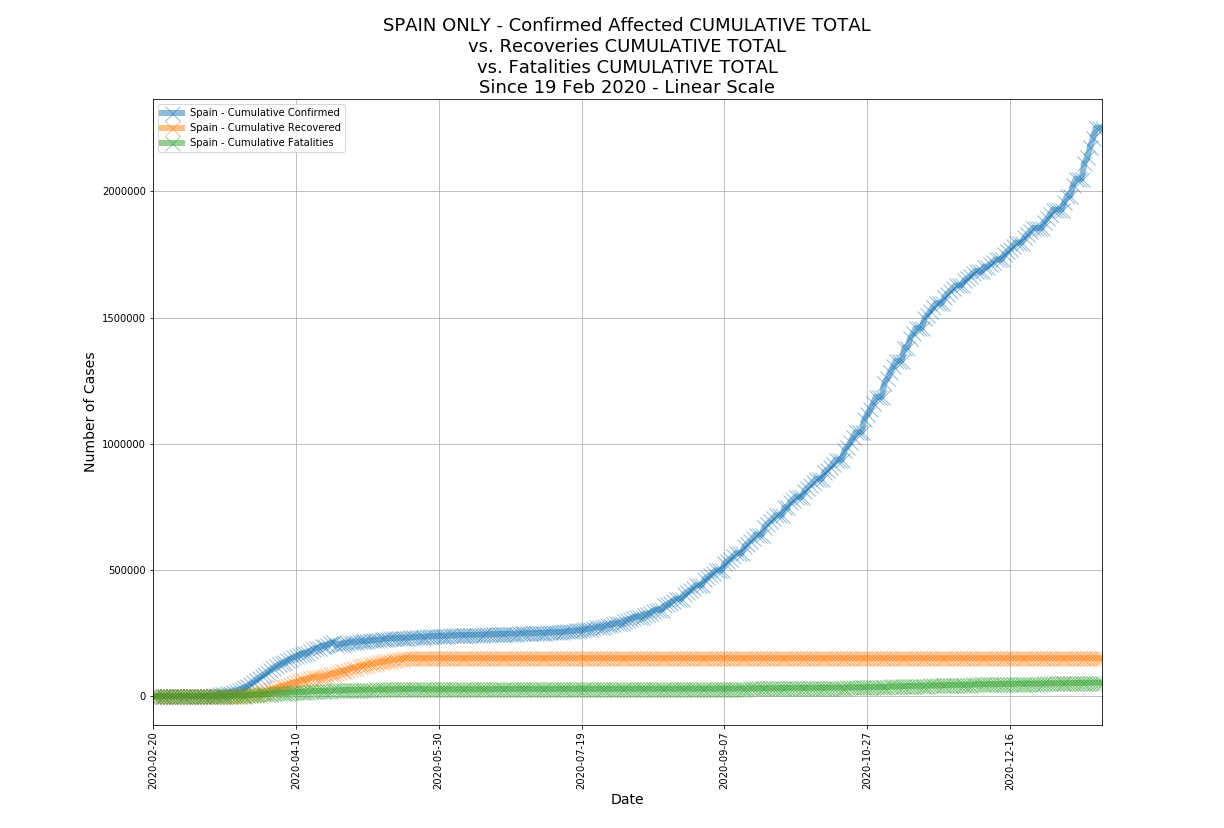 SPAIN ONLY - Confirmed Affected CUMULATIVE TOTAL
vs. Recoveries CUMULATIVE TOTAL
vs. Fatalities CUMULATIVE TOTAL
Since 19 Feb 2020 - Linear Scale
Spain - Cumulative Confirmed
Spain - Cumulative Recovered
Spain - Cumulative Fatalities
Number of Cases
2000000
1500000
1000000
500000
0
2020-02-20
2020-04-10
2020-05-30
2020-07-19
2020-09-07
2020-10-27
2020-12-16
Date